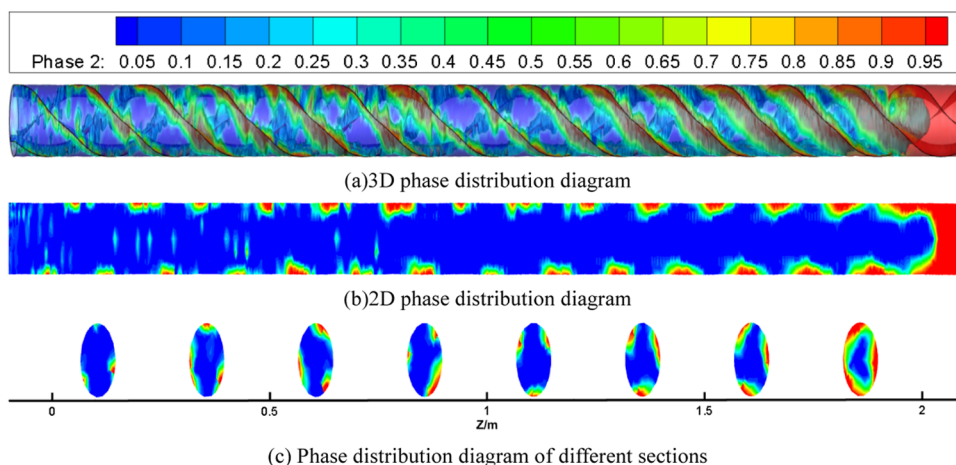 Phase 2: 0.05 0.1 0.15 0.2 0.25 0.3 0.35 0.4 0.45 0.5 0.55 0.6 0.65 0.7 0.75 0.8 0.85 0.9 0.95
(a)3D phase distribution diagram
(b)2D phase distribution diagram
0 0.5 1 1.5 2
Z/m
(c) Phase distribution diagram of different sections